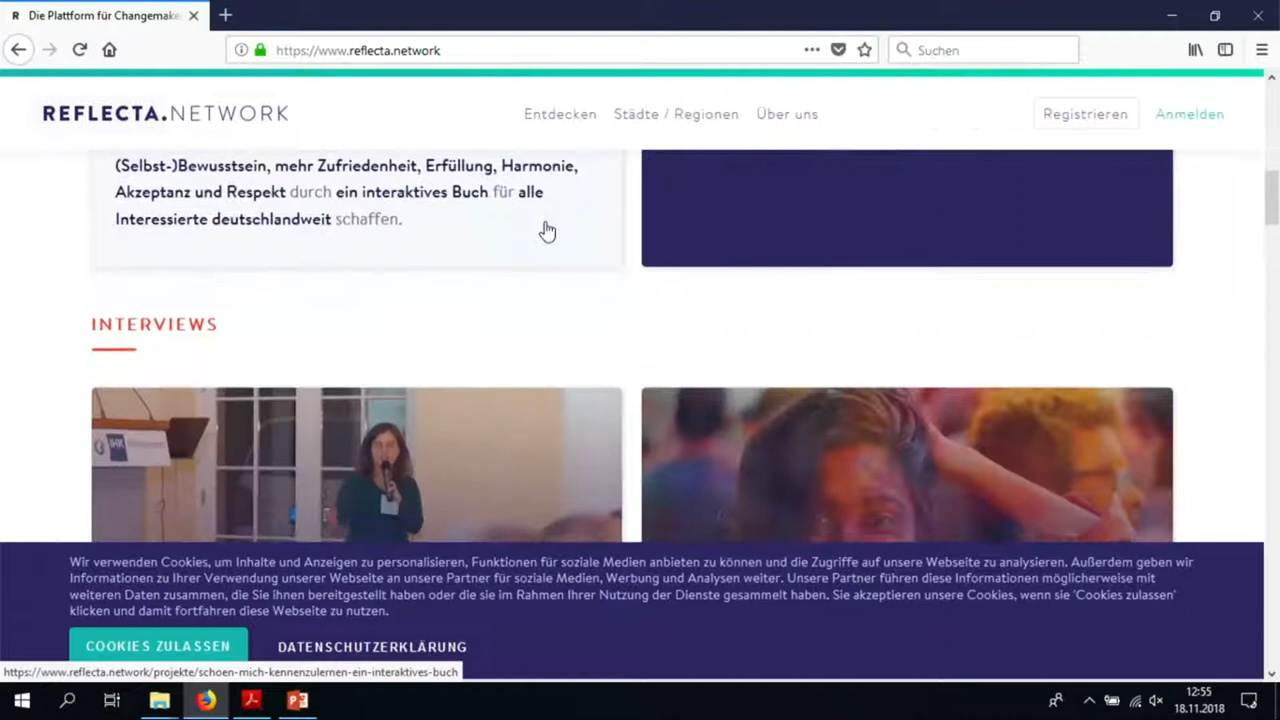 R Die Plattform für Changemake
https://www.reflecta.network
Suchen
REFLECTA.NETWORK
Entdecken Städte / Regionen Über uns
Registrieren Anmelden
(Selbst-)Bewusstsein, mehr Zufriedenheit, Erfüllung, Harmonie,
Akzeptanz und Respekt durch ein interaktives Buch für alle
Interessierte deutschlandweit schaffen.
INTERVIEWS
IHK
Wir verwenden Cookies, um Inhalte und Anzeigen zu personalisieren, Funktionen für soziale Medien anbieten zu können und die Zugriffe auf unsere Webseite zu analysieren. Außerdem geben wir
Informationen zu Ihrer Verwendung unserer Webseite an unsere Partner für soziale Medien, Werbung und Analysen weiter. Unsere Partner führen diese Informationen möglicherweise mit
weiteren Daten zusammen, die Sie ihnen bereitgestellt haben oder die sie im Rahmen Ihrer Nutzung der Dienste gesammelt haben. Sie akzeptieren unsere Cookies, wenn sie 'Cookies zulassen'
klicken und damit fortfahren diese Webseite zu nutzen.
COOKIES ZULASSEN DATENSCHUTZERKLÄRUNG
https://www.reflecta.network/projekte/schoen-mich-kennenzulernen-ein-interaktives-buch
12:55
18.11.2018